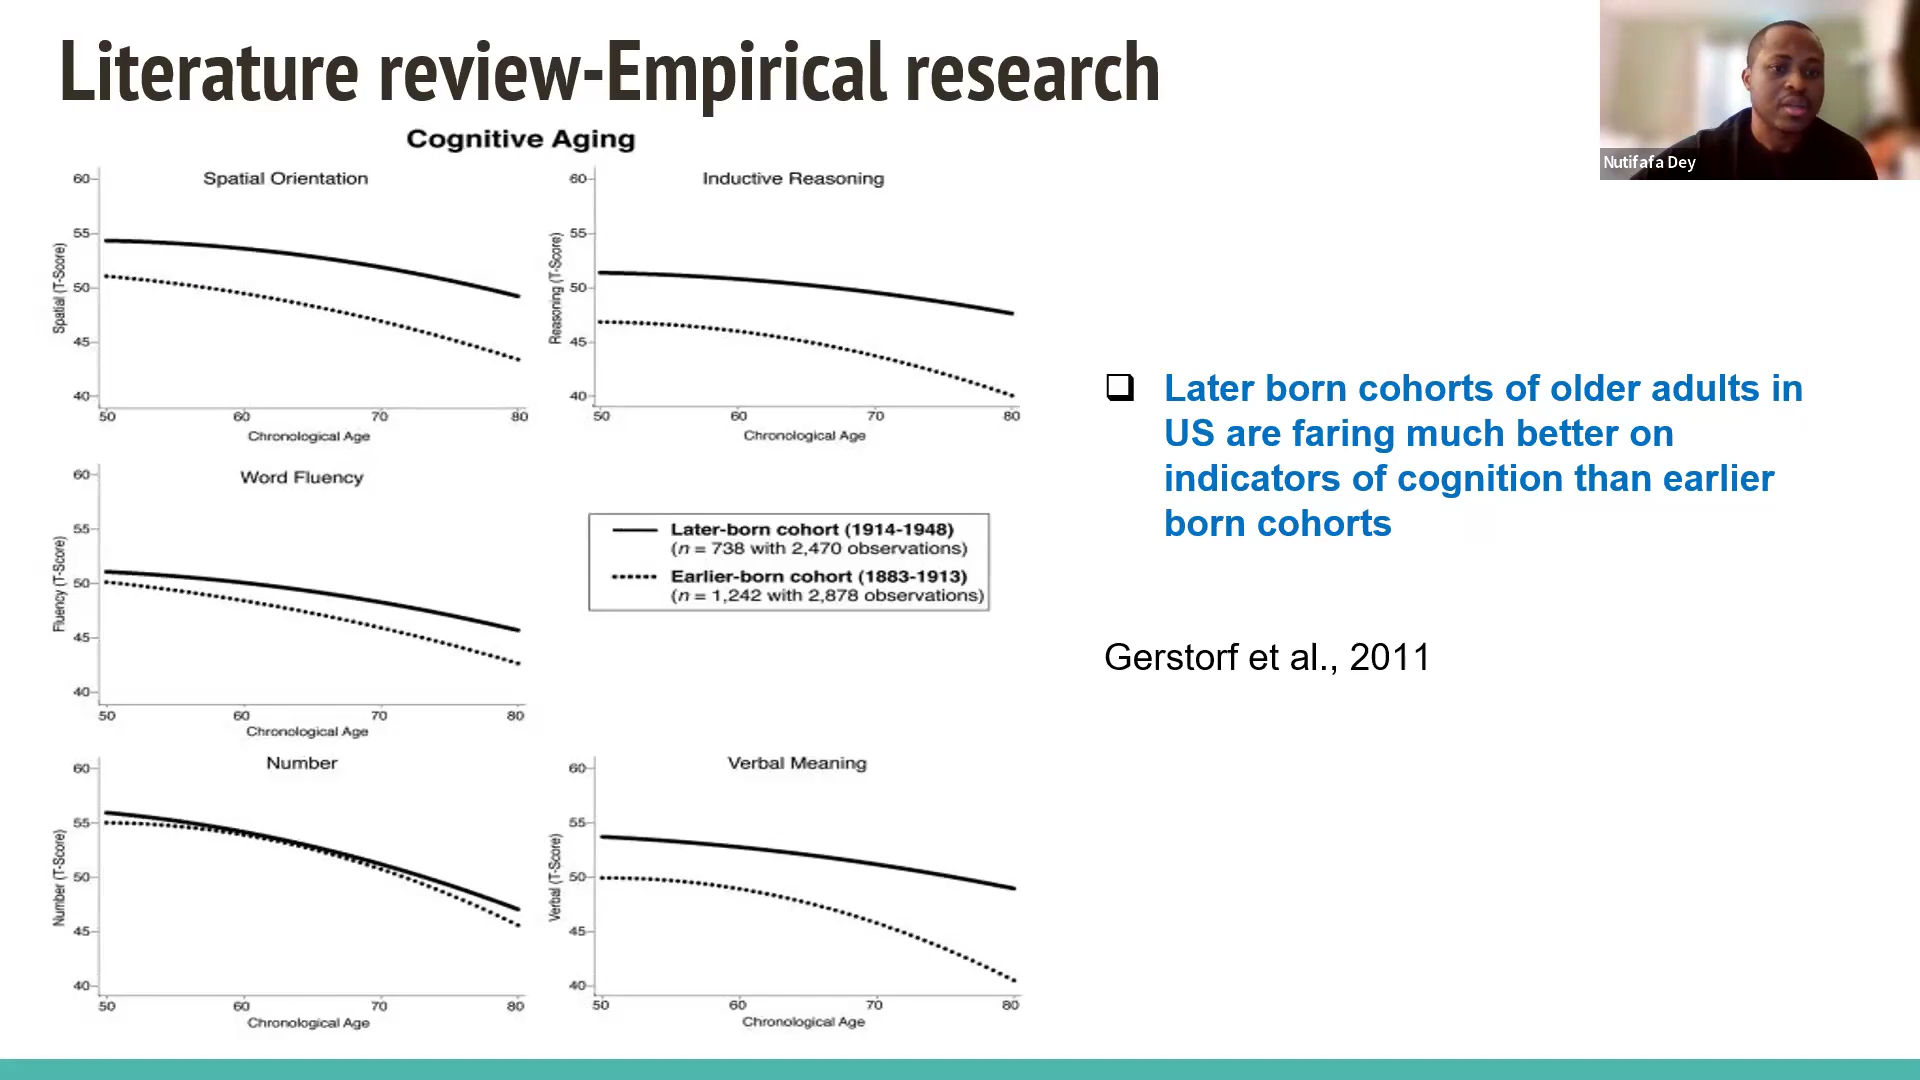 Literature review-Empirical research
Nutifafa Dey
Cognitive Aging
Spatial Orientation
60
55
50
45
40
Spatial (T-Score)
50 60 70 80
Chronological Age
Inductive Reasoning
60
55
50
45
40
Reasoning (T-Score)
50 60 70 80
Chronological Age
Word Fluency
60
55
50
45
40
Fluency (T-Score)
50 60 70 80
Chronological Age
Later-born cohort (1914-1948)
(n = 738 with 2,470 observations)
Earlier-born cohort (1883-1913)
(n = 1,242 with 2,878 observations)
Number
60
55
50
45
40
Number (T-Score)
50 60 70 80
Chronological Age
Verbal Meaning
60
55
50
45
40
Verbal (T-Score)
50 60 70 80
Chronological Age
Later born cohorts of older adults in
US are faring much better on
indicators of cognition than earlier
born cohorts
Gerstorf et al., 2011